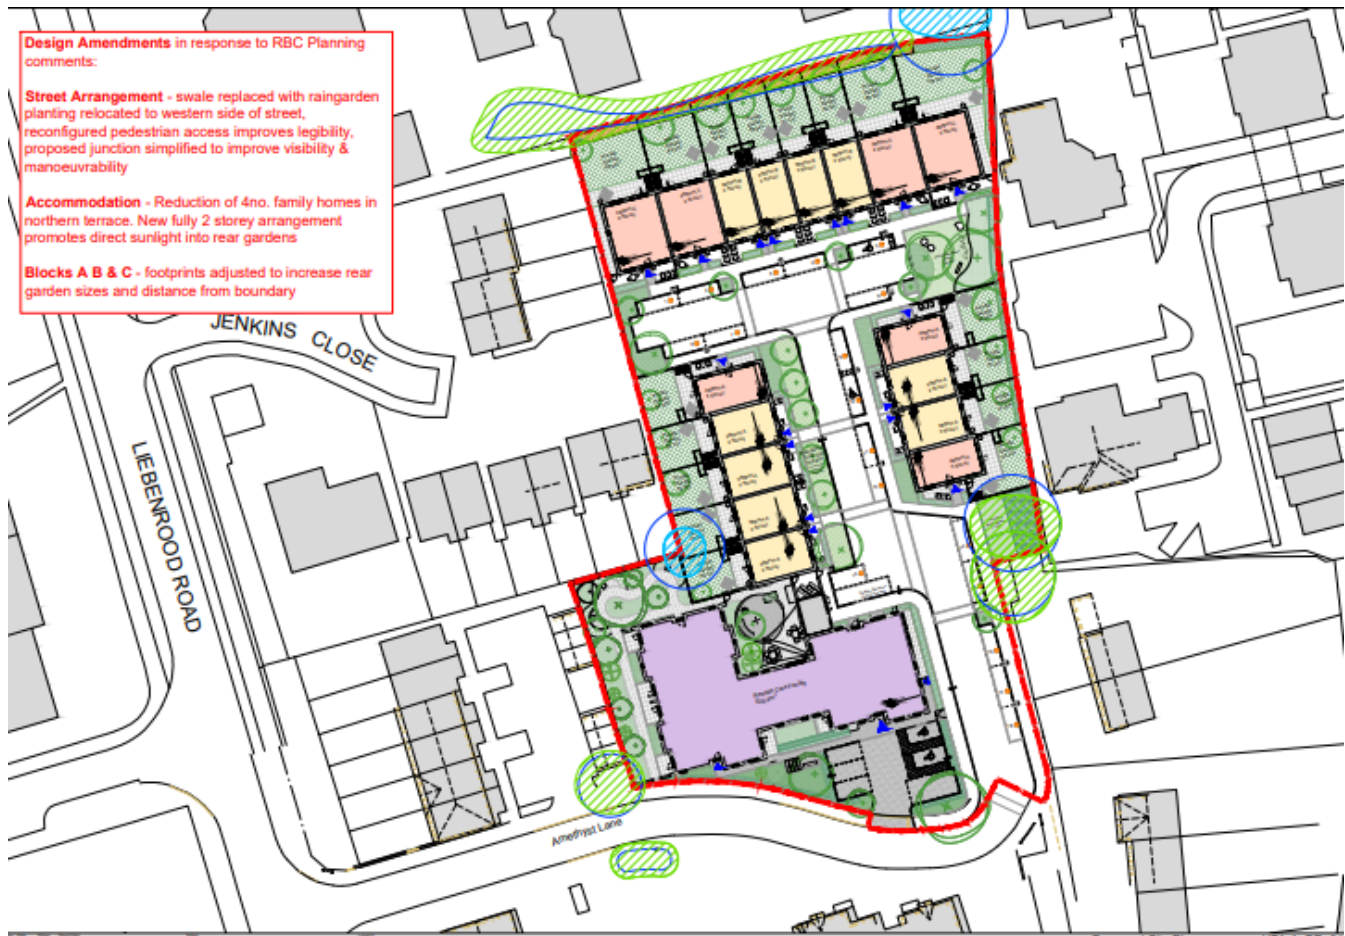 Design Amendments in response to RBC Planning
comments:
Street Arrangement - swale replaced with raingarden
planting relocated to western side of street,
reconfigured pedestrian access improves legibility,
proposed junction simplified to improve visibility &
manoeuvrability
Accommodation - Reduction of 4no. family homes in
northern terrace. New fully 2 storey arrangement
promotes direct sunlight into rear gardens
Blocks A B & C - footprints adjusted to increase rear
garden sizes and distance from boundary
JENKINS CLOSE
LIEBENROOD ROAD
Amethyst Lane